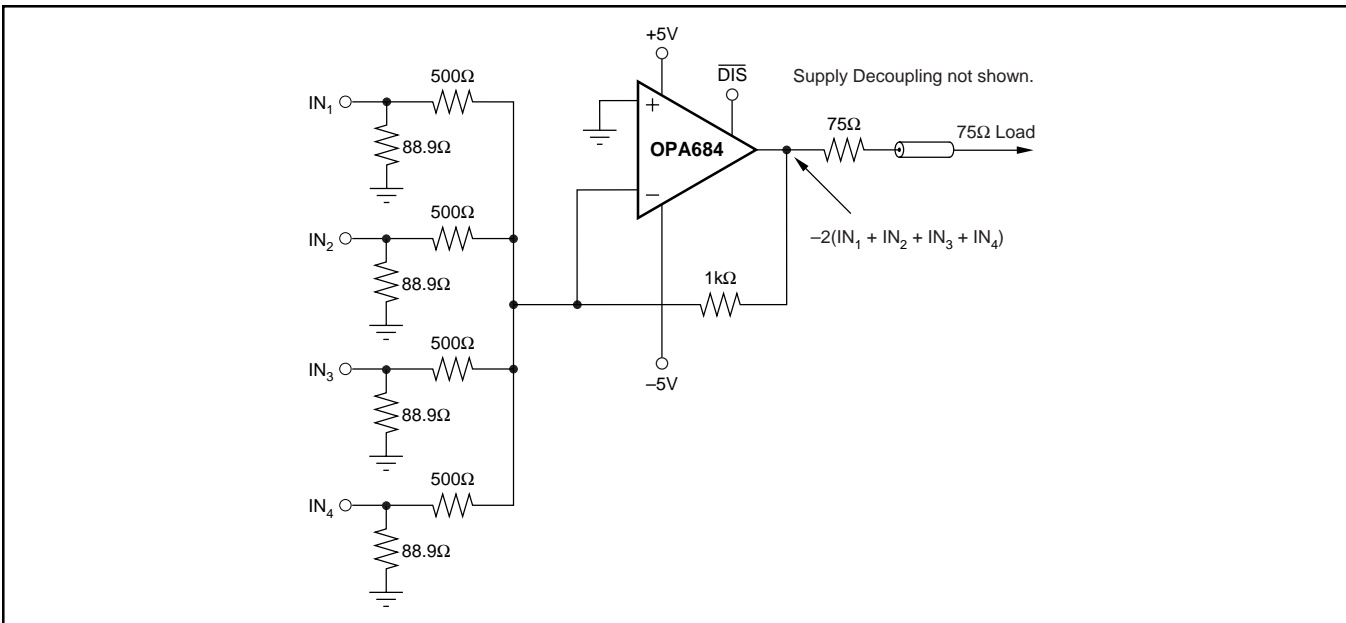 +5V
DIS
Supply Decoupling not shown.
500Ω
IN1
88.9Ω
+
OPA684
–
75Ω
75Ω Load
500Ω
IN2
88.9Ω
–2(IN1 + IN2 + IN3 + IN4)
1kΩ
500Ω
IN3
88.9Ω
–5V
500Ω
IN4
88.9Ω